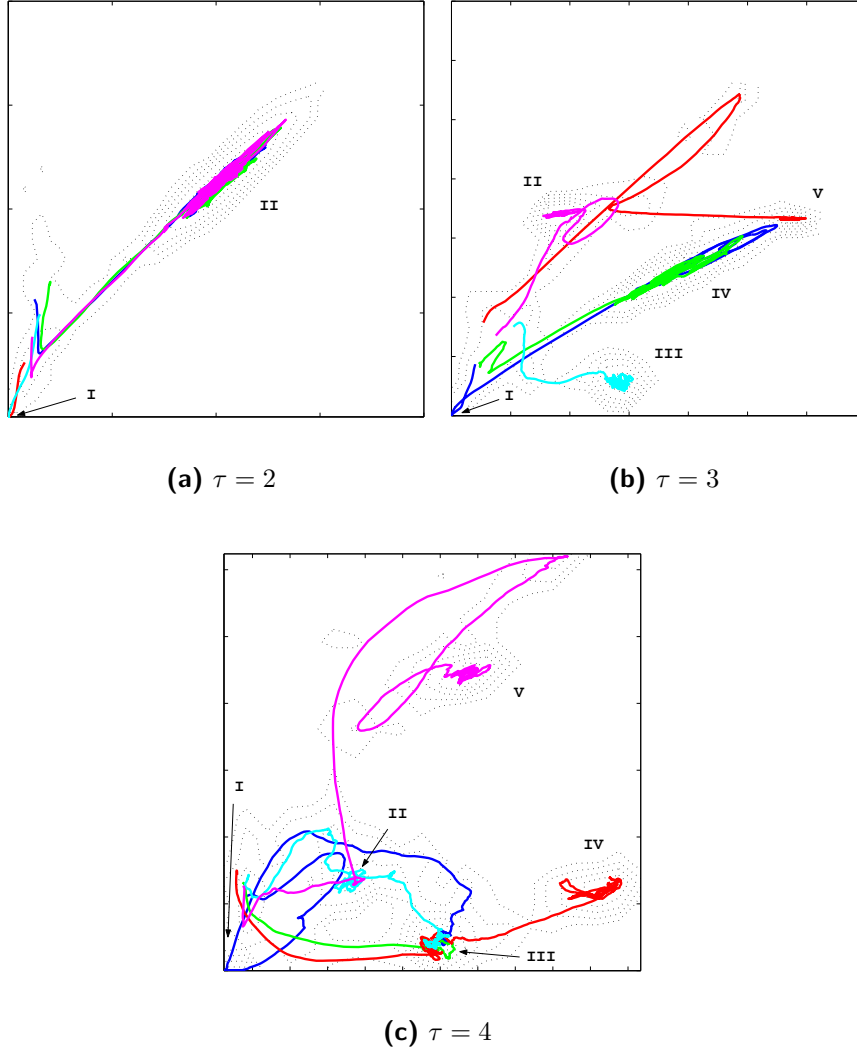 II
I
(a) τ = 2
II
V
IV
III
I
(b) τ = 3
V
I
II
IV
III
(c) τ = 4